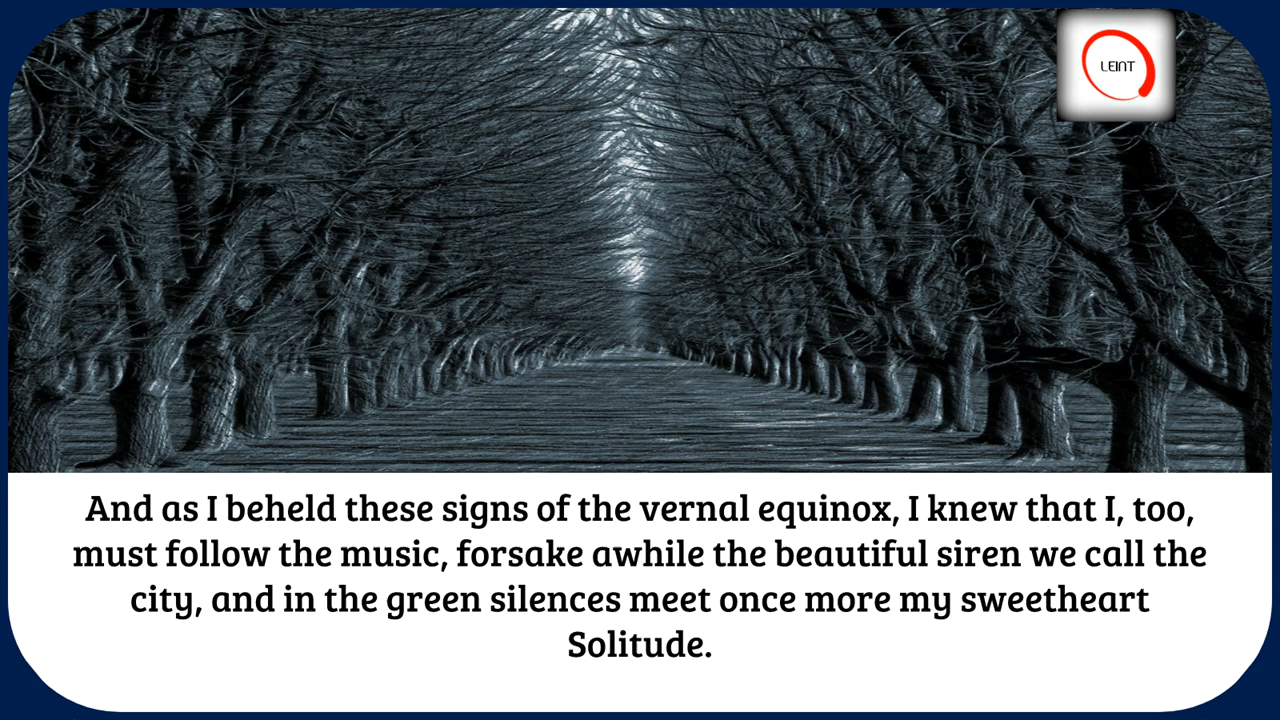 LEINT
And as I beheld these signs of the vernal equinox, I knew that I, too,
must follow the music, forsake awhile the beautiful siren we call the
city, and in the green silences meet once more my sweetheart
Solitude.